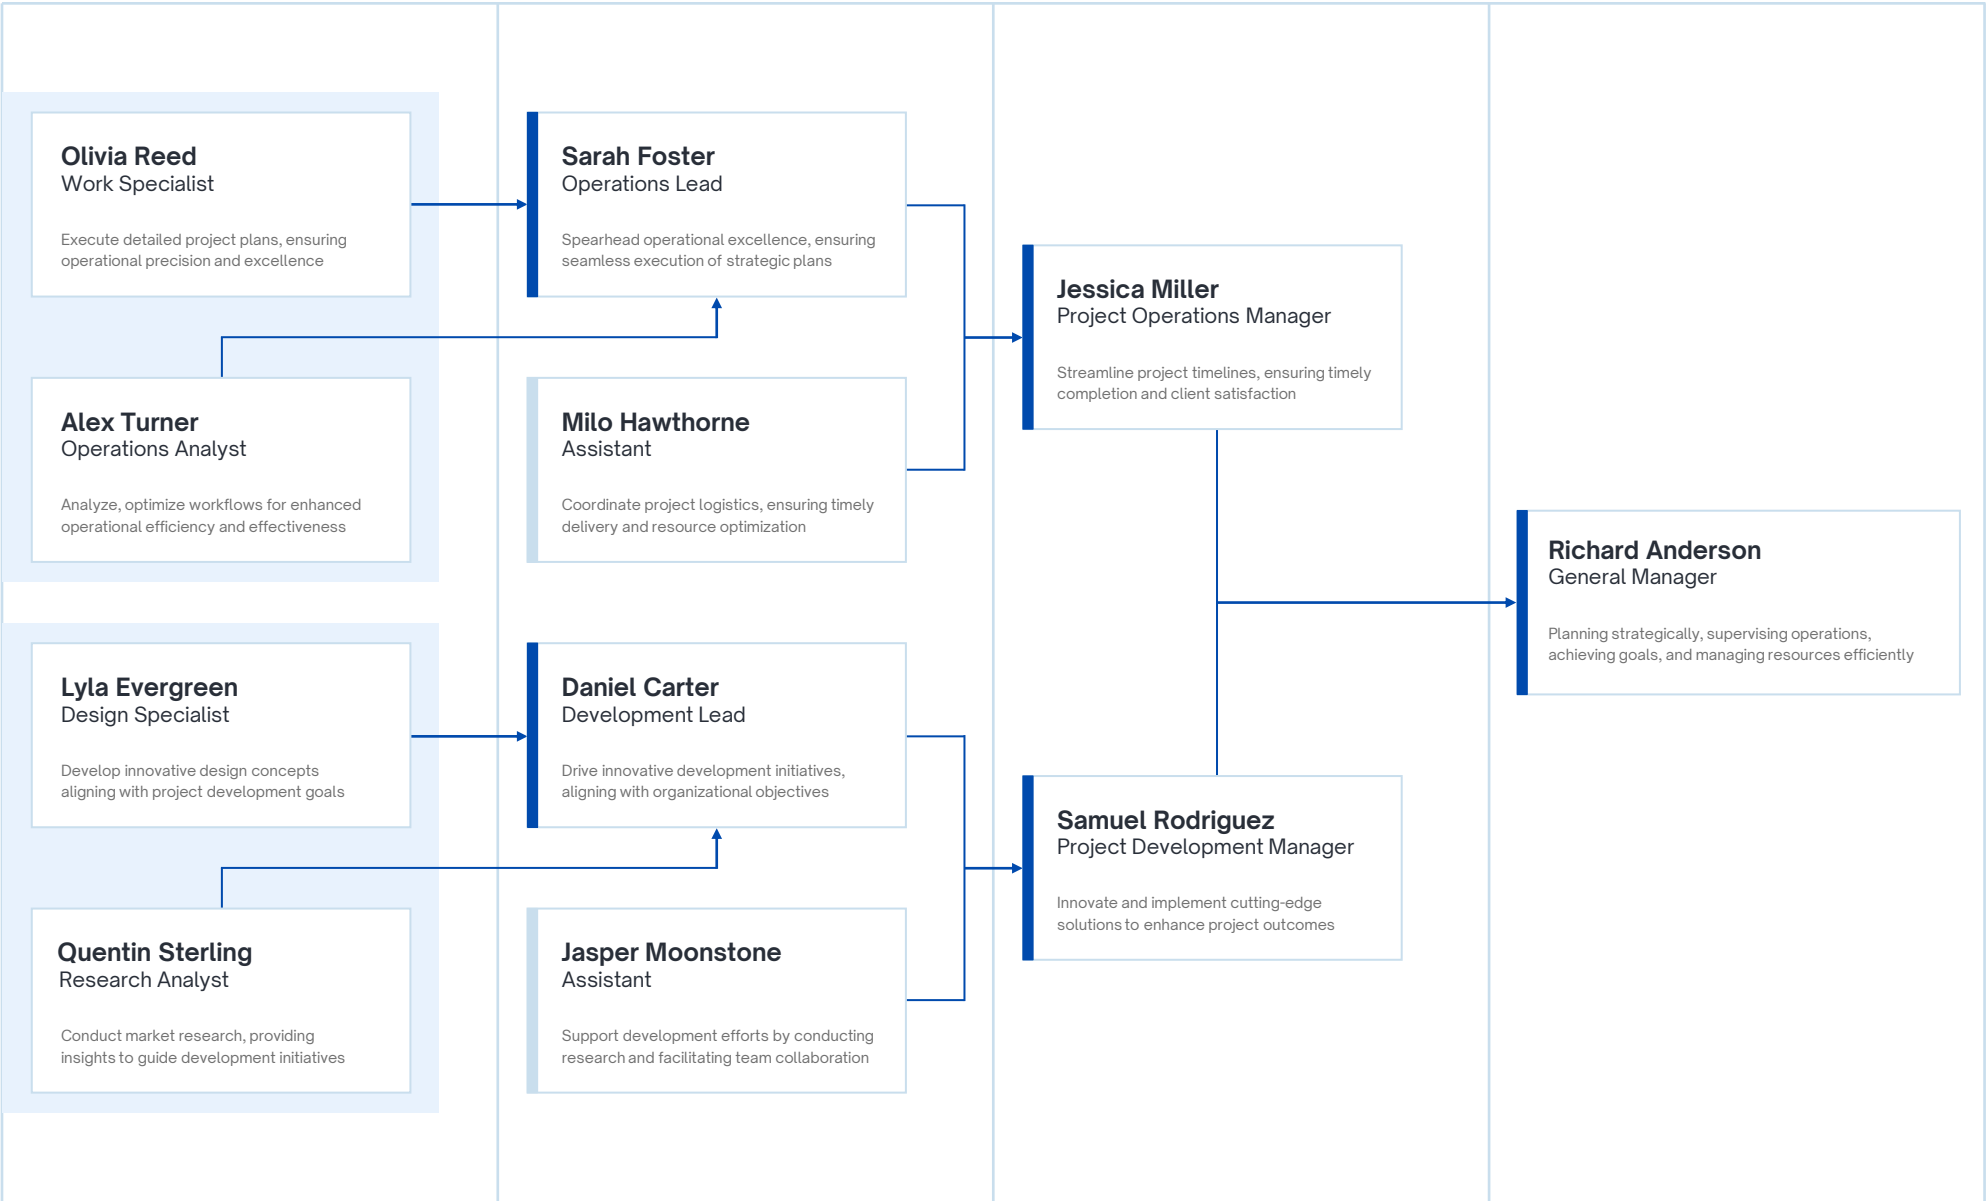 Olivia Reed
Work Specialist
Execute detailed project plans, ensuring
operational precision and excellence
Alex Turner
Operations Analyst
Analyze, optimize workflows for enhanced
operational efficiency and effectiveness
Lyla Evergreen
Design Specialist
Develop innovative design concepts
aligning with project development goals
Quentin Sterling
Research Analyst
Conduct market research, providing
insights to guide development initiatives
Sarah Foster
Operations Lead
Spearhead operational excellence, ensuring
seamless execution of strategic plans
Milo Hawthorne
Assistant
Coordinate project logistics, ensuring timely
delivery and resource optimization
Daniel Carter
Development Lead
Drive innovative development initiatives,
aligning with organizational objectives
Jasper Moonstone
Assistant
Support development efforts by conducting
research and facilitating team collaboration
Jessica Miller
Project Operations Manager
Streamline project timelines, ensuring timely
completion and client satisfaction
Samuel Rodriguez
Project Development Manager
Innovate and implement cutting-edge
solutions to enhance project outcomes
Richard Anderson
General Manager
Planning strategically, supervising operations,
achieving goals, and managing resources efficiently